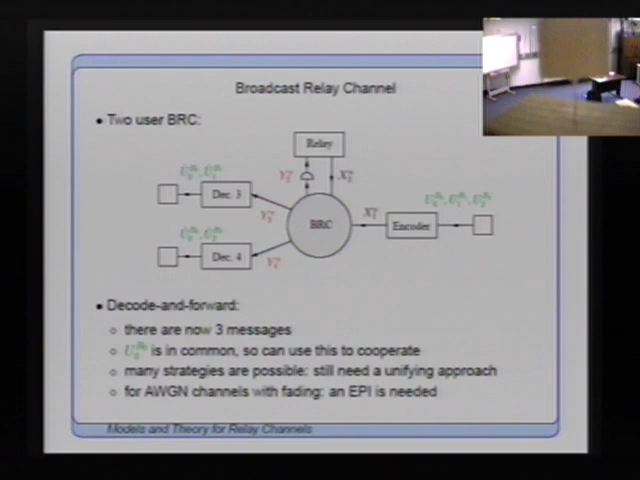 Broadcast Relay Channel
• Two user BRC:
Relay
Dec. 3
BRC
Encoder
Dec. 4
• Decode-and-forward:
○ there are now 3 messages
○ is in common, so can use this to cooperate
○ many strategies are possible: still need a unifying approach
○ for AWGN channels with fading: an EPI is needed
Models and Theory for Relay Channels